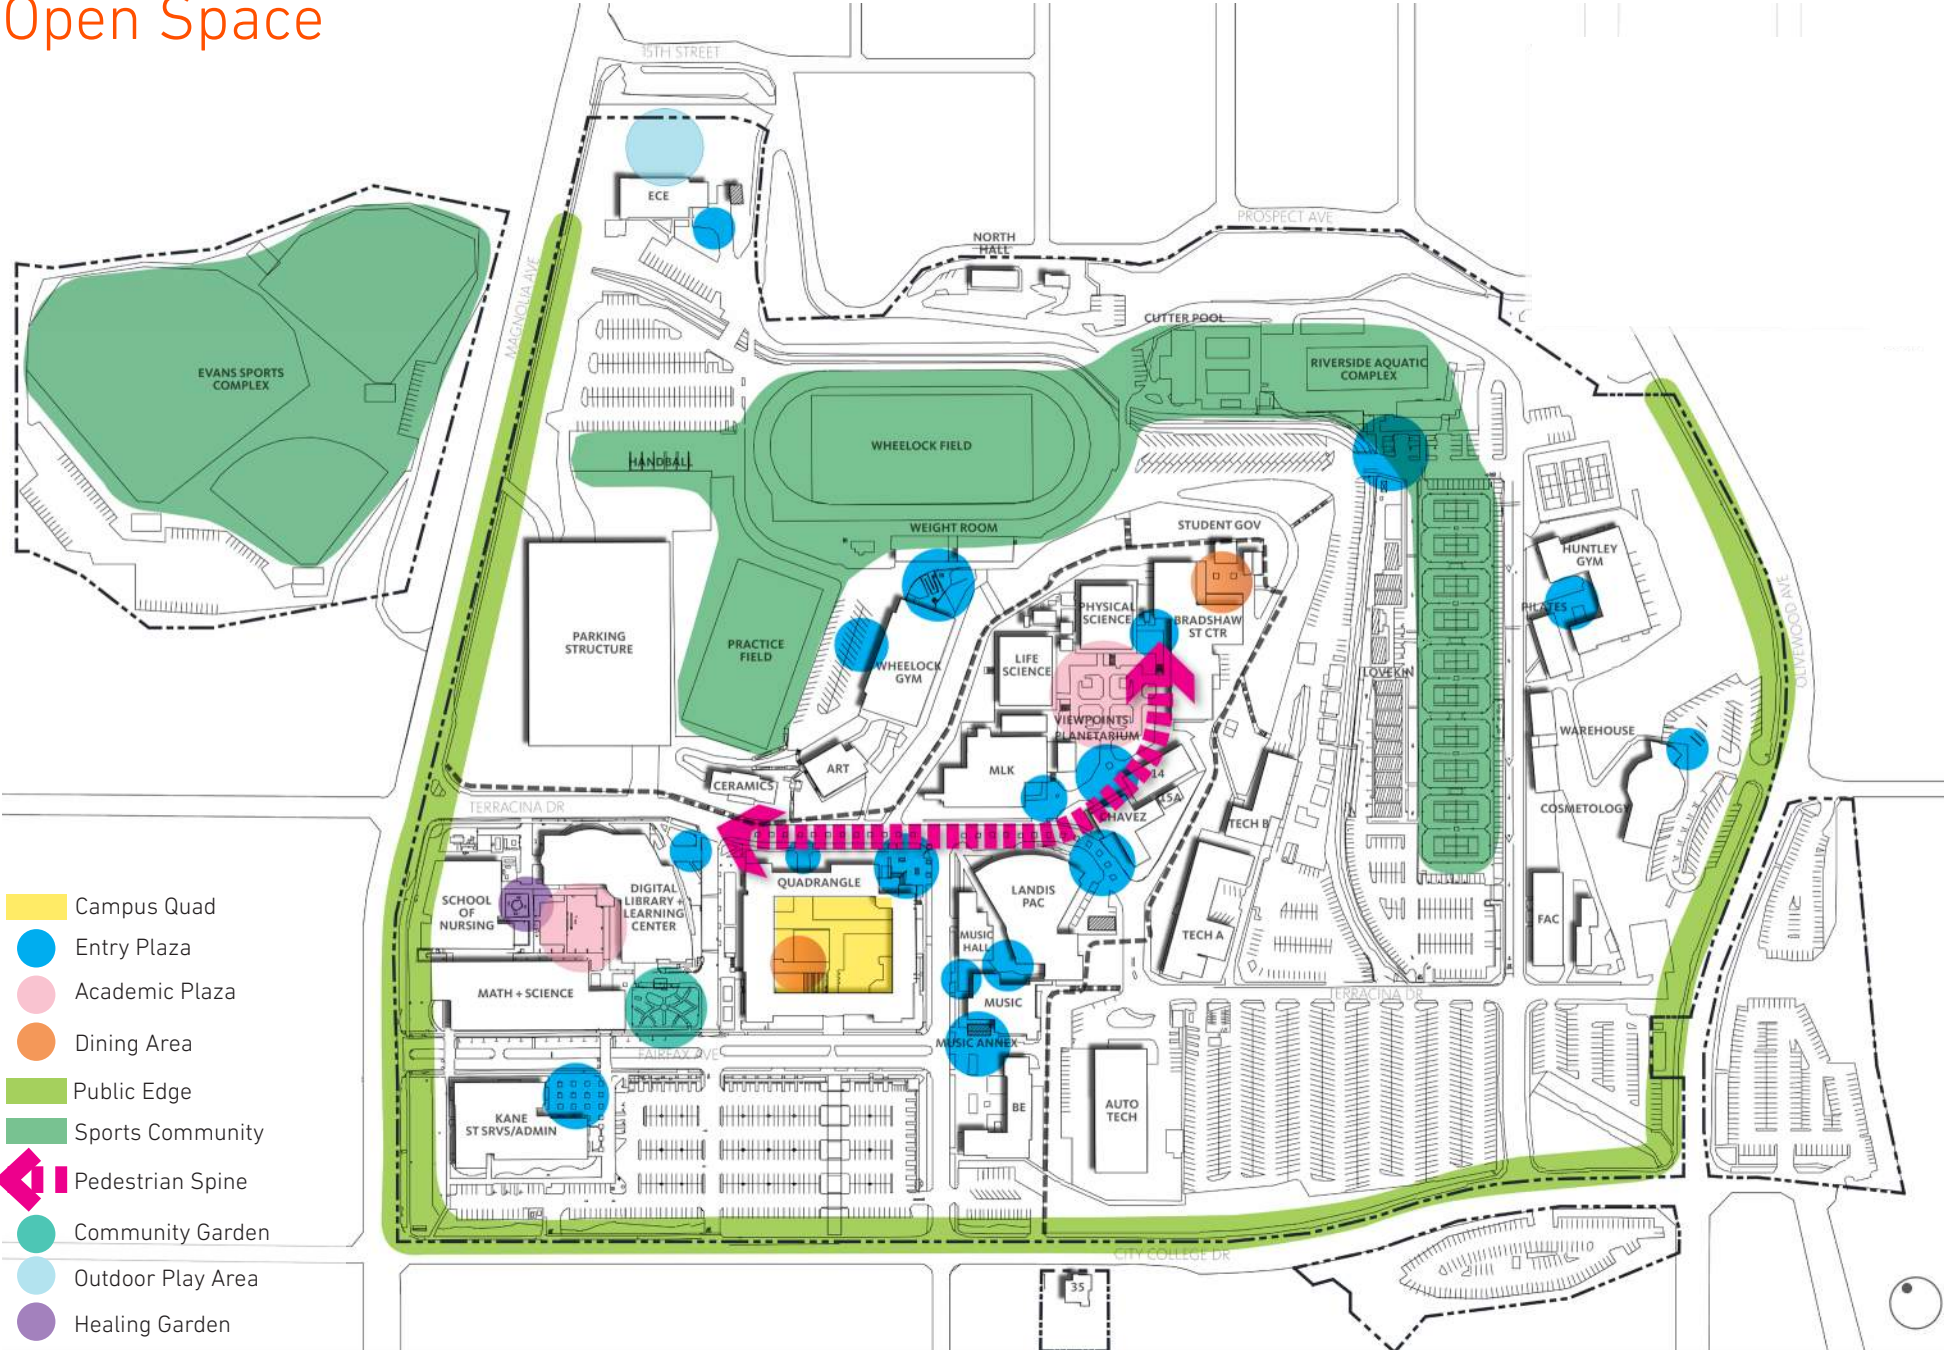 Open Space
15TH STREET
ECE
PROSPECT AVE
NORTH
HALL
MAGNOLIA AVE
CUTTER POOL
EVANS SPORTS
COMPLEX
RIVERSIDE AQUATIC
COMPLEX
WHEELOCK FIELD
HANDBALL
WEIGHT ROOM
STUDENT GOV
HUNTLEY
GYM
PILATES
OLIVEWOOD AVE
PHYSICAL
SCIENCE
BRADSHAW
ST CTR
PARKING
STRUCTURE
PRACTICE
FIELD
WHEELOCK
GYM
LIFE
SCIENCE
LOVEKIN
VIEWPOINTS
PLANETARIUM
WAREHOUSE
ART
MLK
14
CERAMICS
15A
TERRACINA DR
CHAVEZ
TECH B
COSMETOLOGY
QUADRANGLE
SCHOOL
OF
NURSING
DIGITAL
LIBRARY +
LEARNING
CENTER
LANDIS
PAC
MUSIC
HALL
TECH A
FAC
MATH + SCIENCE
MUSIC
TERRACINA DR
MUSIC ANNEX
FAIRFAX AVE
KANE
ST SRVS/ADMIN
BE
AUTO
TECH
CITY COLLEGE DR
35
Campus Quad
Entry Plaza
Academic Plaza
Dining Area
Public Edge
Sports Community
Pedestrian Spine
Community Garden
Outdoor Play Area
Healing Garden